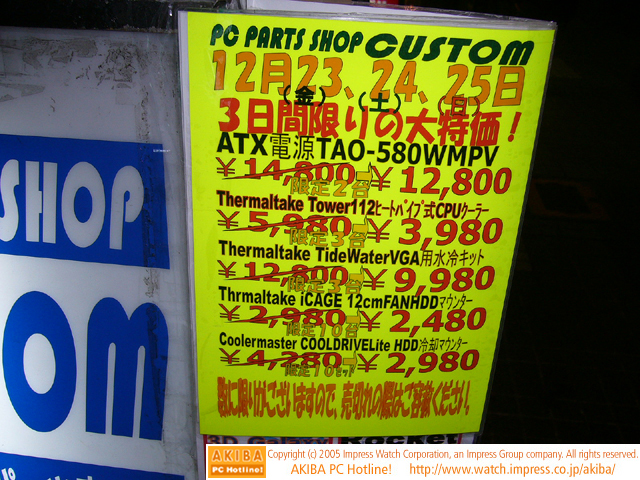 PC PARTS SHOP CUSTOM
12月23、24、25日
(金) (土) (日)
3日間限りの大特価!
ATX電源TAO-580WMPV
¥14,800 ¥12,800
限定2台
Thermaltake Tower112ヒートパイプ式CPUクーラー
¥5,980 ¥3,980
限定3台
Thermaltake TideWaterVGA用水冷キット
¥12,800 ¥9,980
限定3台
Thrmaltake iCAGE 12cmFANHDDマウンター
¥2,980 ¥2,480
限定10台
Coolermaster COOLDRIVELite HDD冷却マウンター
¥4,280 ¥2,980
限定10セット
数に限りがございますので、売切れの際はご容赦ください!
SHOP
OM
AKIBA
PC Hotline!
Copyright (c) 2005 Impress Watch Corporation, an Impress Group company. All rights reserved.
AKIBA PC Hotline! http://www.watch.impress.co.jp/akiba/